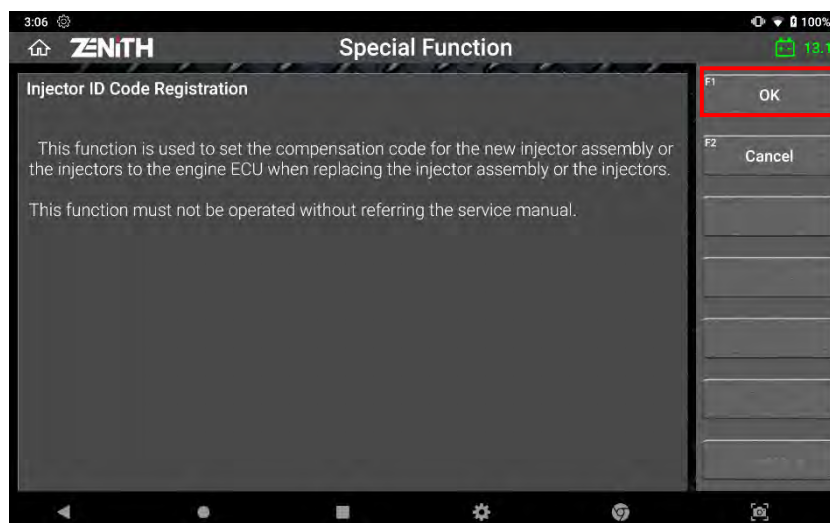 3:06
100%
ZENITH
Special Function
13.1
Injector ID Code Registration
This function is used to set the compensation code for the new injector assembly or
the injectors to the engine ECU when replacing the injector assembly or the injectors.
This function must not be operated without referring the service manual.
F1
OK
F2
Cancel